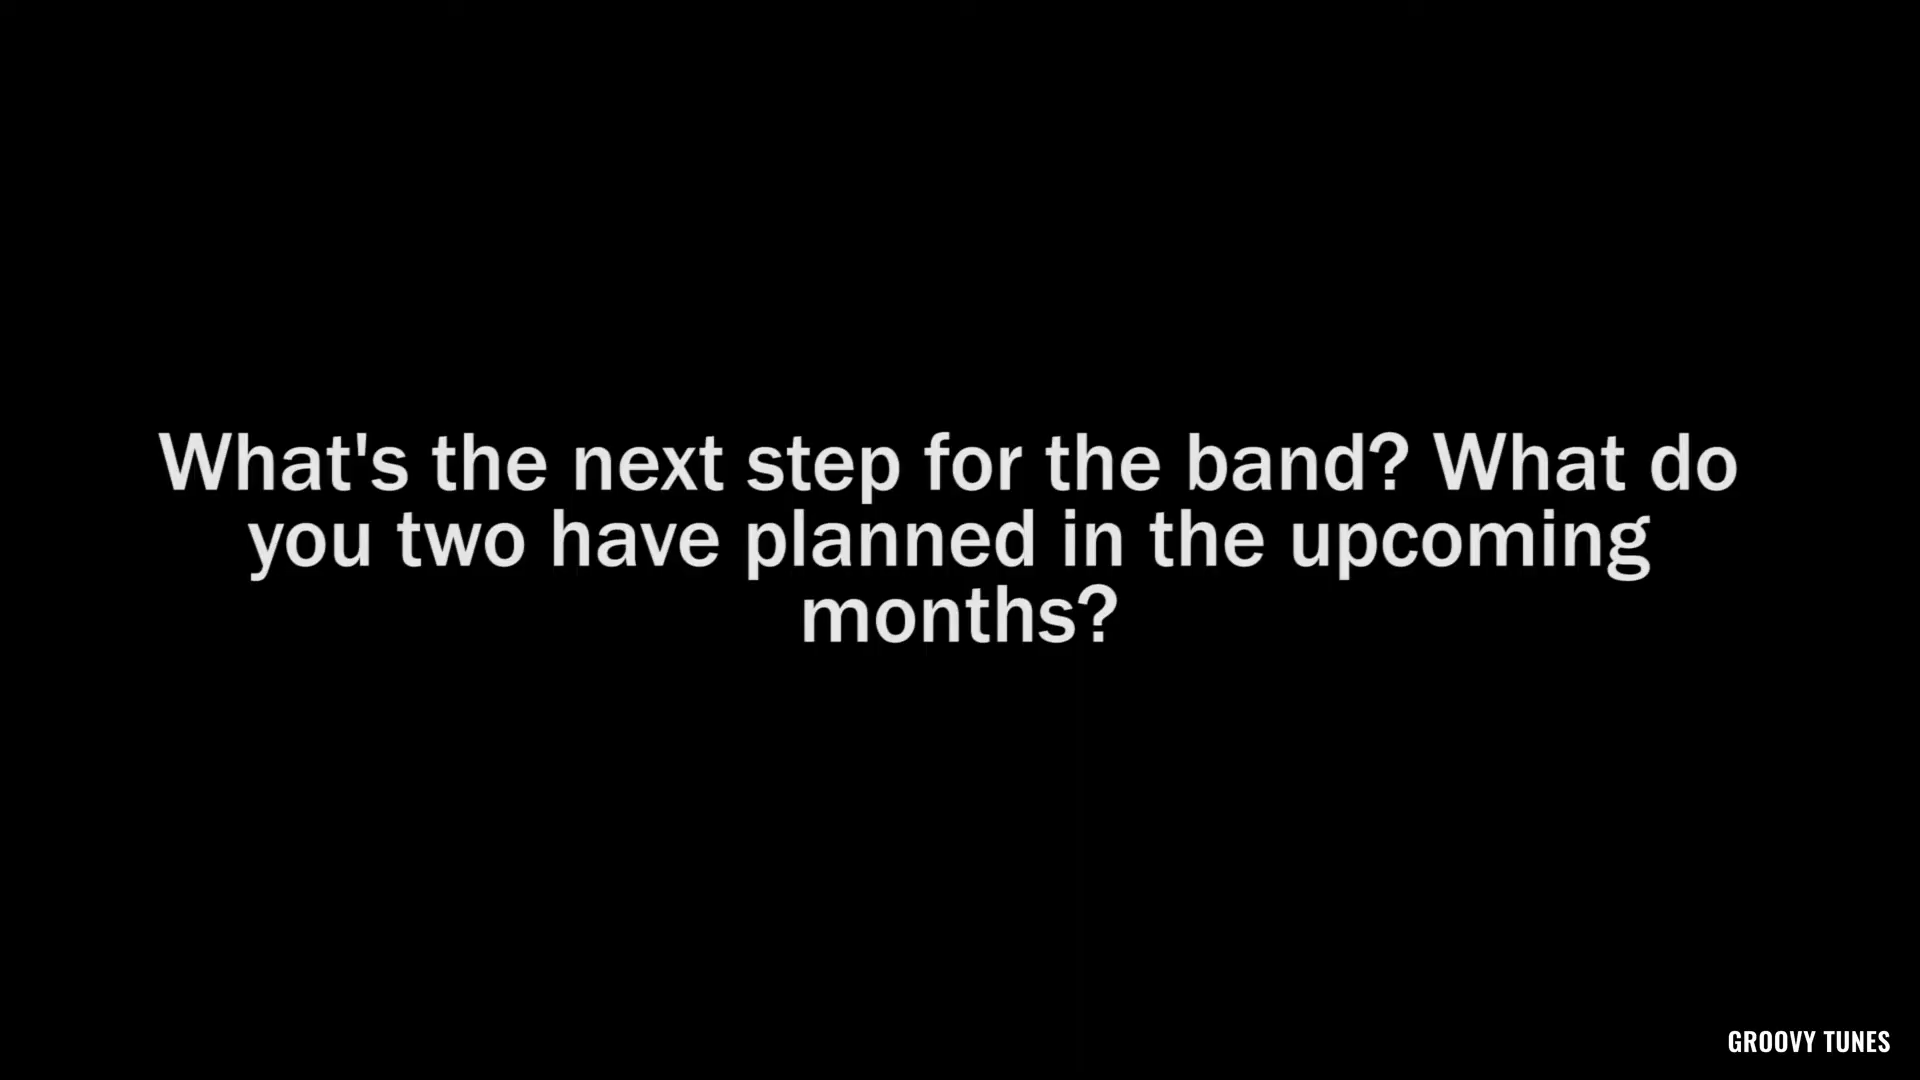 What's the next step for the band? What do
you two have planned in the upcoming
months?
GROOVY TUNES